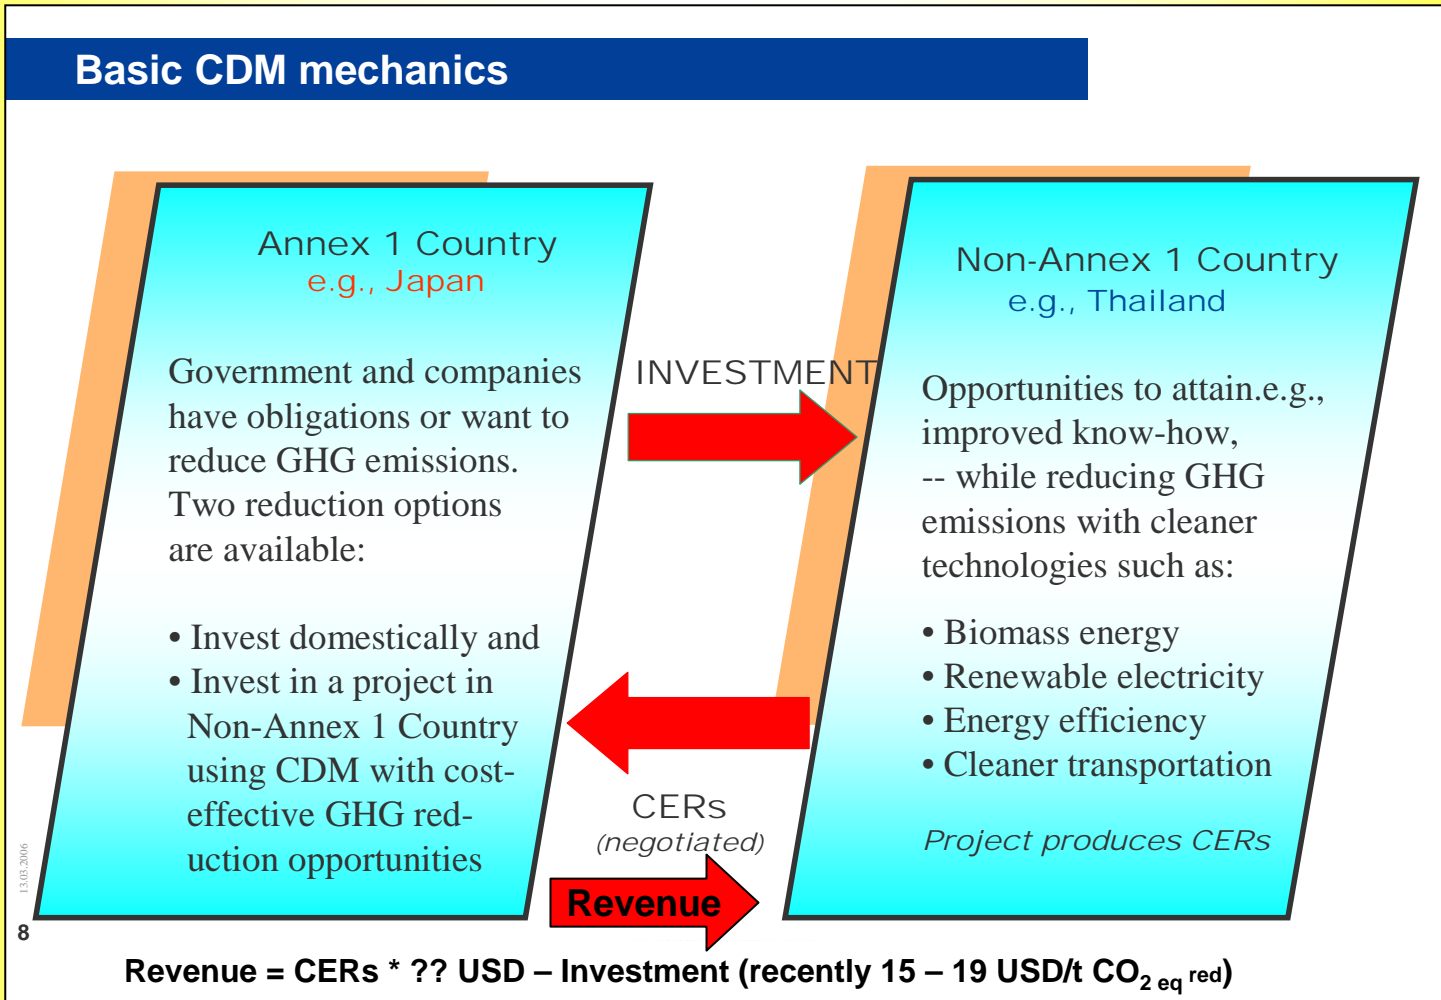 Basic CDM mechanics
Annex 1 Country
e.g., Japan
Government and companies
have obligations or want to
reduce GHG emissions.
Two reduction options
are available:
• Invest domestically and
• Invest in a project in
Non-Annex 1 Country
using CDM with cost-
effective GHG red-
uction opportunities
INVESTMENT
CERs
(negotiated)
Revenue
Non-Annex 1 Country
e.g., Thailand
Opportunities to attain.e.g.,
improved know-how,
-- while reducing GHG
emissions with cleaner
technologies such as:
• Biomass energy
• Renewable electricity
• Energy efficiency
• Cleaner transportation
Project produces CERs
13.03.2006
8
Revenue = CERs * ?? USD – Investment (recently 15 – 19 USD/t CO2 eq red)